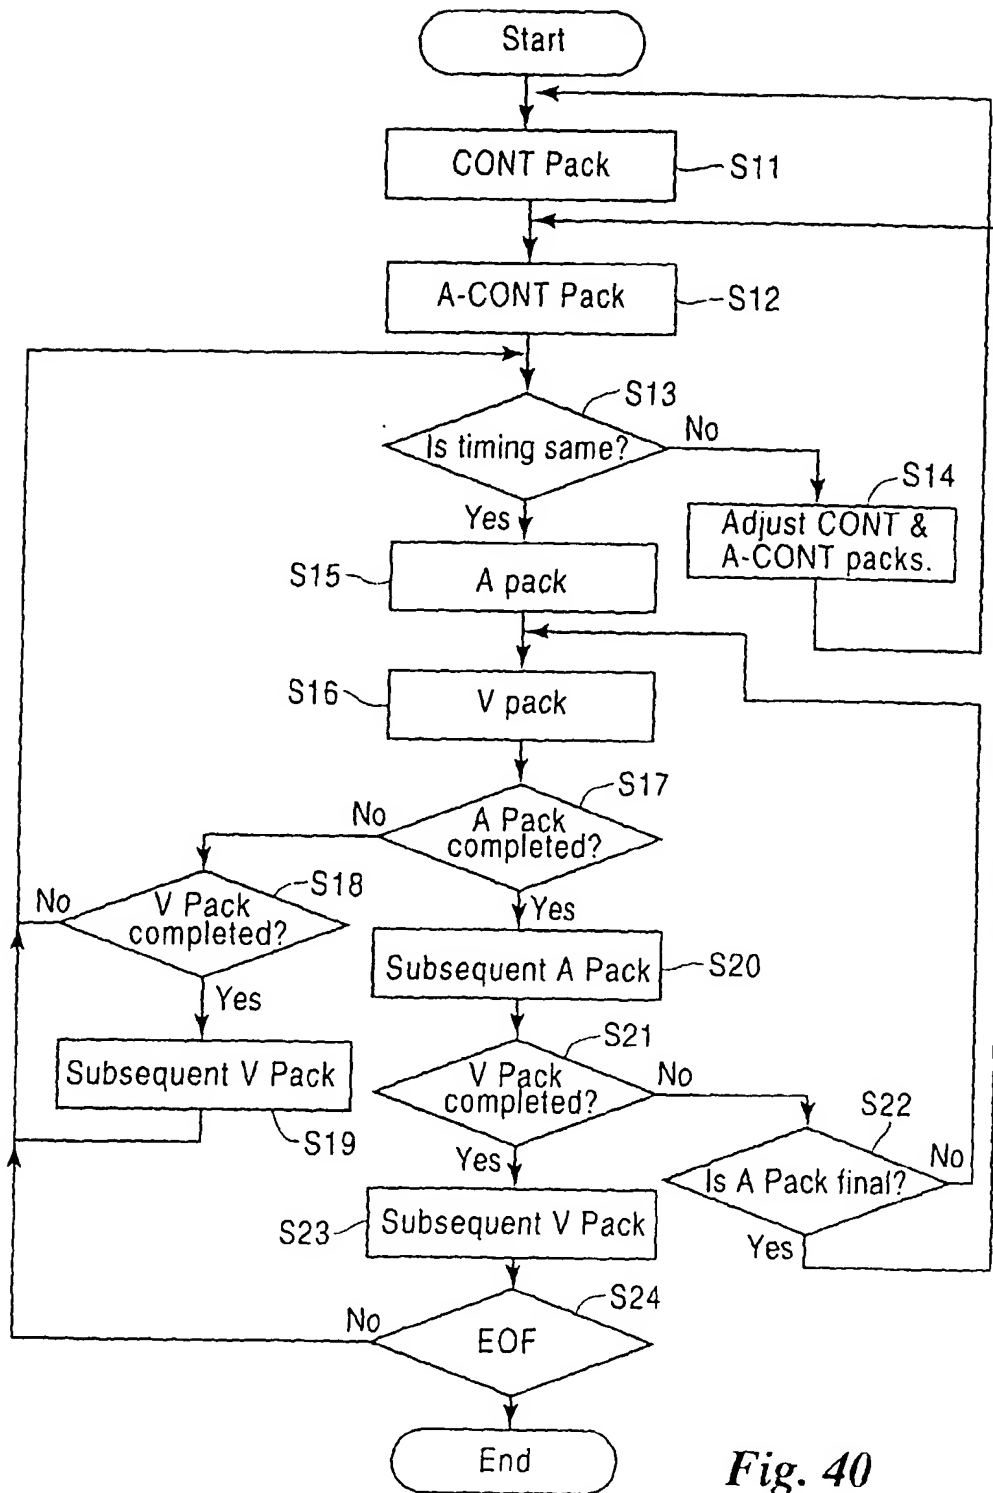 Start
CONT Pack
S11
A-CONT Pack
S12
S13
Is timing same?
No
S14
Yes
Adjust CONT &
A-CONT packs.
S15
A pack
S16
V pack
S17
No
A Pack
completed?
S18
No
V Pack
completed?
Yes
Subsequent A Pack
S20
Yes
S21
Subsequent V Pack
V Pack
completed?
No
S22
S19
Yes
Is A Pack final?
No
S23
Subsequent V Pack
Yes
S24
No
EOF
End
Fig. 40